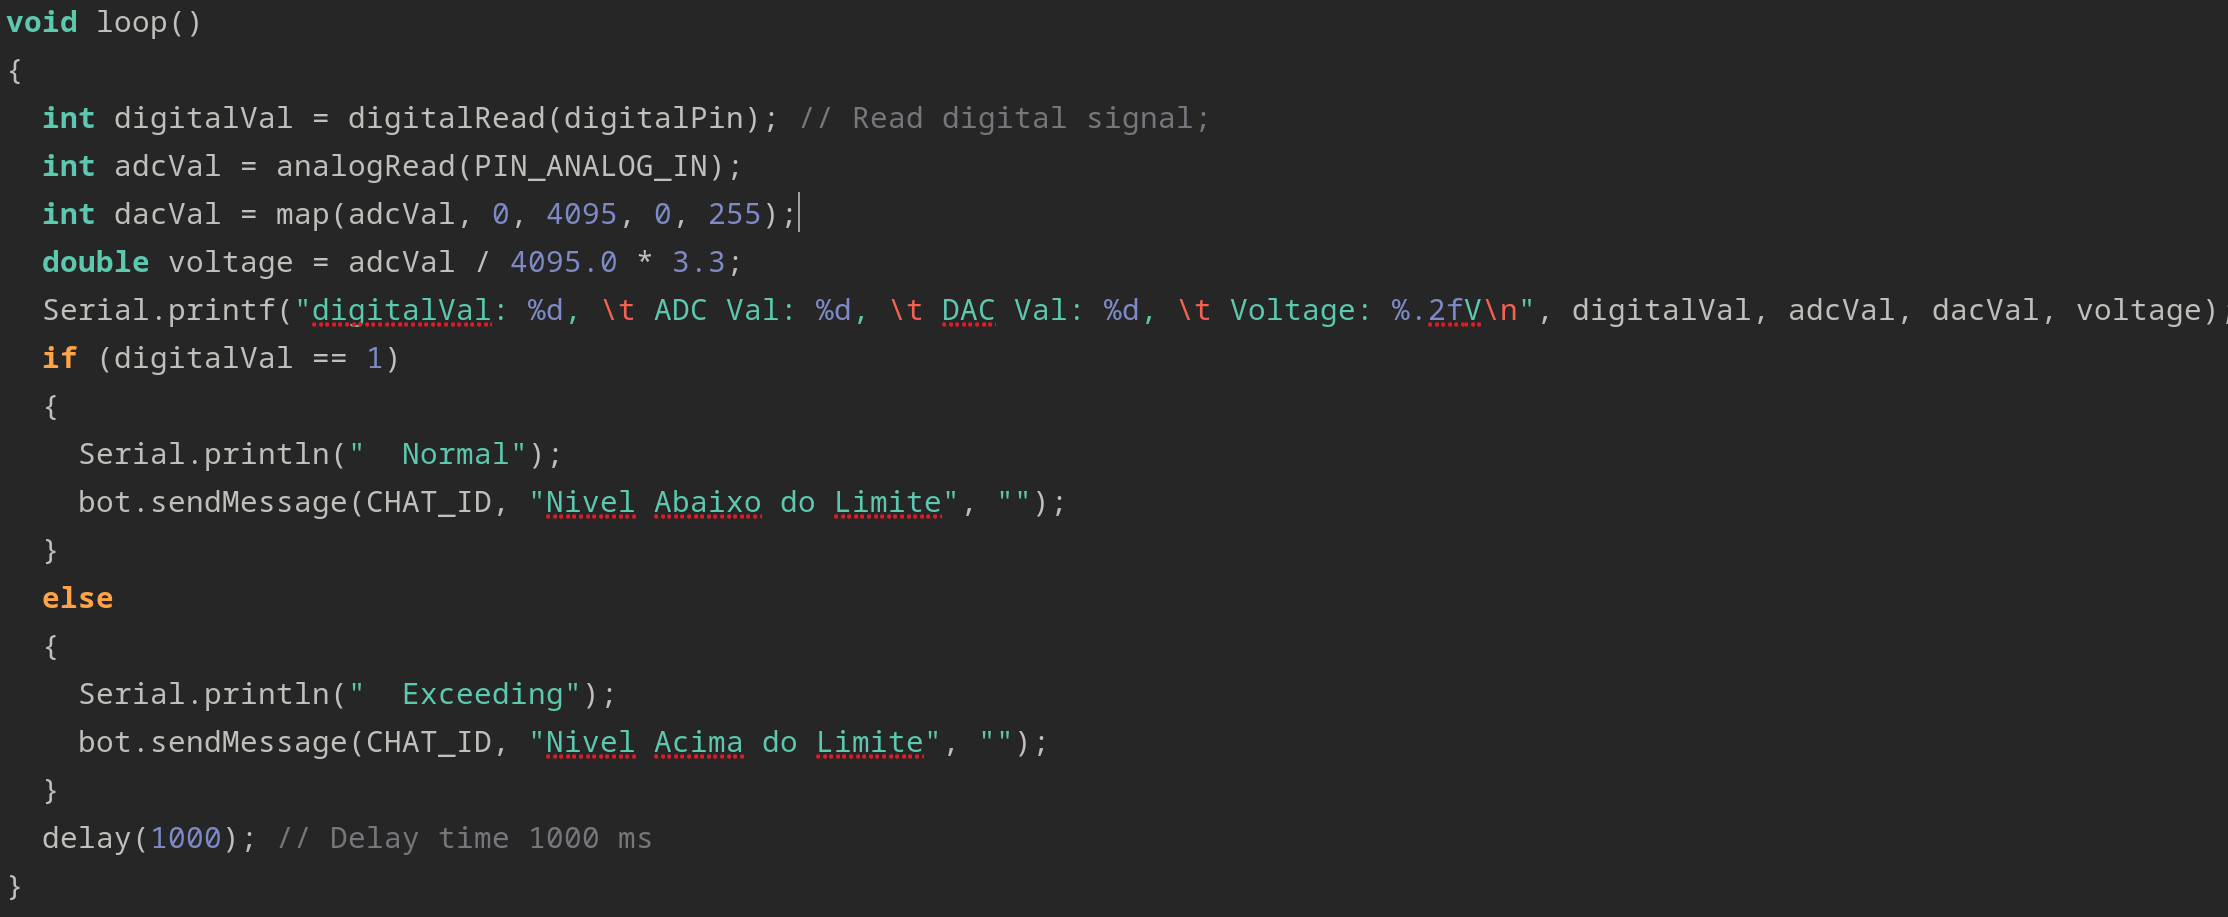 void loop()
{
  int digitalVal = digitalRead(digitalPin); // Read digital signal;
  int adcVal = analogRead(PIN_ANALOG_IN);
  int dacVal = map(adcVal, 0, 4095, 0, 255);
  double voltage = adcVal / 4095.0 * 3.3;
  Serial.printf("digitalVal: %d, \t ADC Val: %d, \t DAC Val: %d, \t Voltage: %.2fV\n", digitalVal, adcVal, dacVal, voltage);
  if (digitalVal == 1)
  {
    Serial.println("  Normal");
    bot.sendMessage(CHAT_ID, "Nivel Abaixo do Limite", "");
  }
  else
  {
    Serial.println("  Exceeding");
    bot.sendMessage(CHAT_ID, "Nivel Acima do Limite", "");
  }
  delay(1000); // Delay time 1000 ms
}